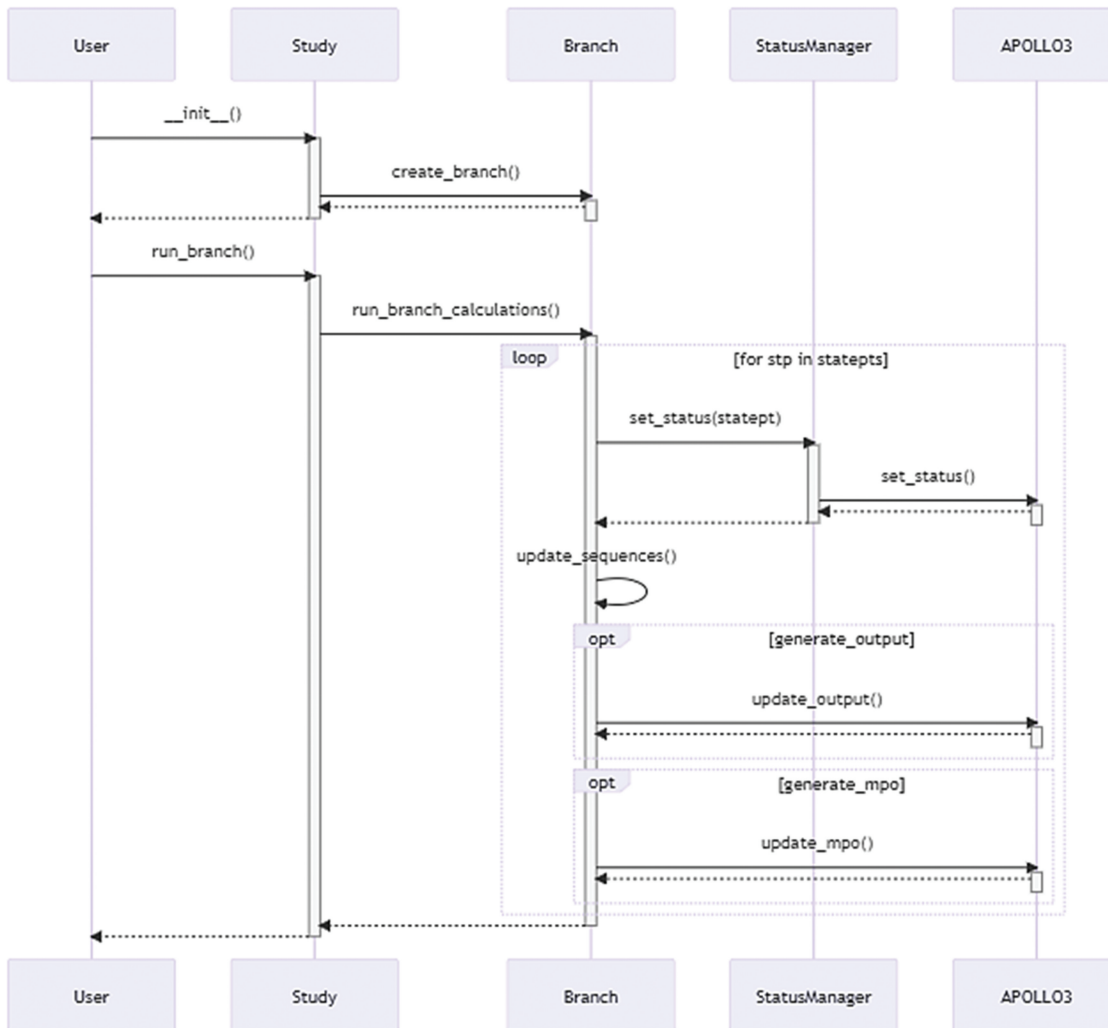 User Study Branch StatusManager APOLLO3
__init__()
create_branch()
run_branch()
run_branch_calculations()
loop [for stp in statepts]
set_status(statept)
set_status()
update_sequences()
opt [generate_output]
update_output()
opt [generate_mpo]
update_mpo()
User Study Branch StatusManager APOLLO3